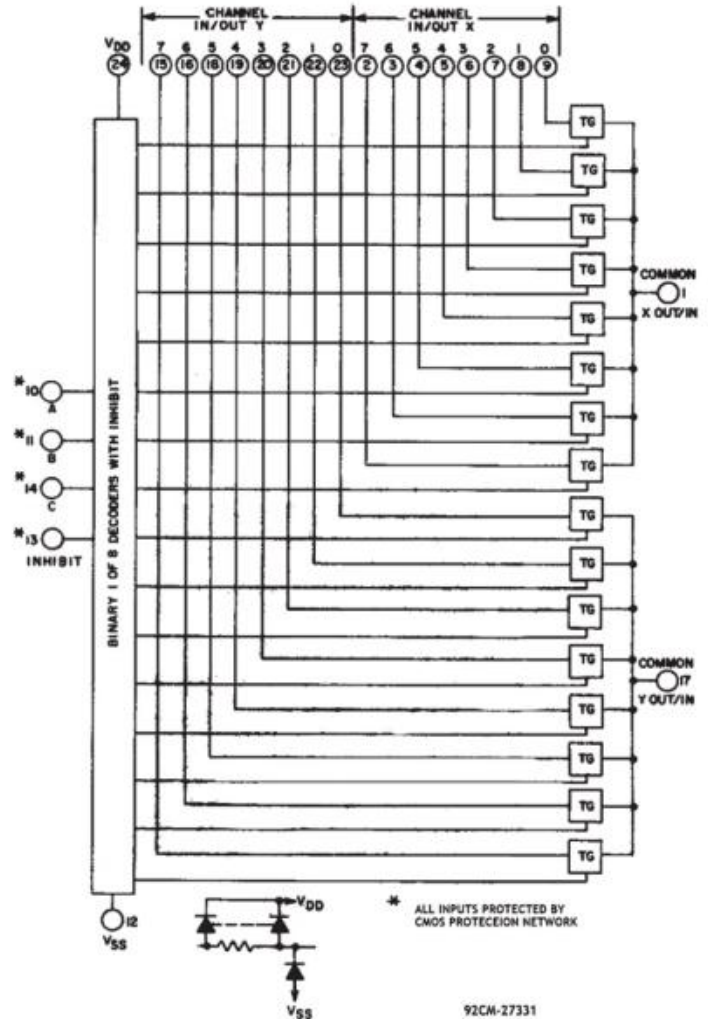 CHANNEL
IN/OUT Y
CHANNEL
IN/OUT X
VDD
7 6 5 4 3 2 1 0 7 6 5 4 3 2 1 0
24 15 16 18 19 20 21 22 23 2 3 4 5 6 7 8 9
TG
TG
TG
TG
COMMON
1
X OUT/IN
TG
TG
TG
TG
TG
TG
TG
TG
COMMON
17
Y OUT/IN
TG
TG
TG
TG
*10
A
*11
B
*14
C
*13
INHIBIT
BINARY 1 OF 8 DECODERS WITH INHIBIT
12
VSS
VDD
VSS
* ALL INPUTS PROTECTED BY
CMOS PROTECEION NETWORK
92CM-27331